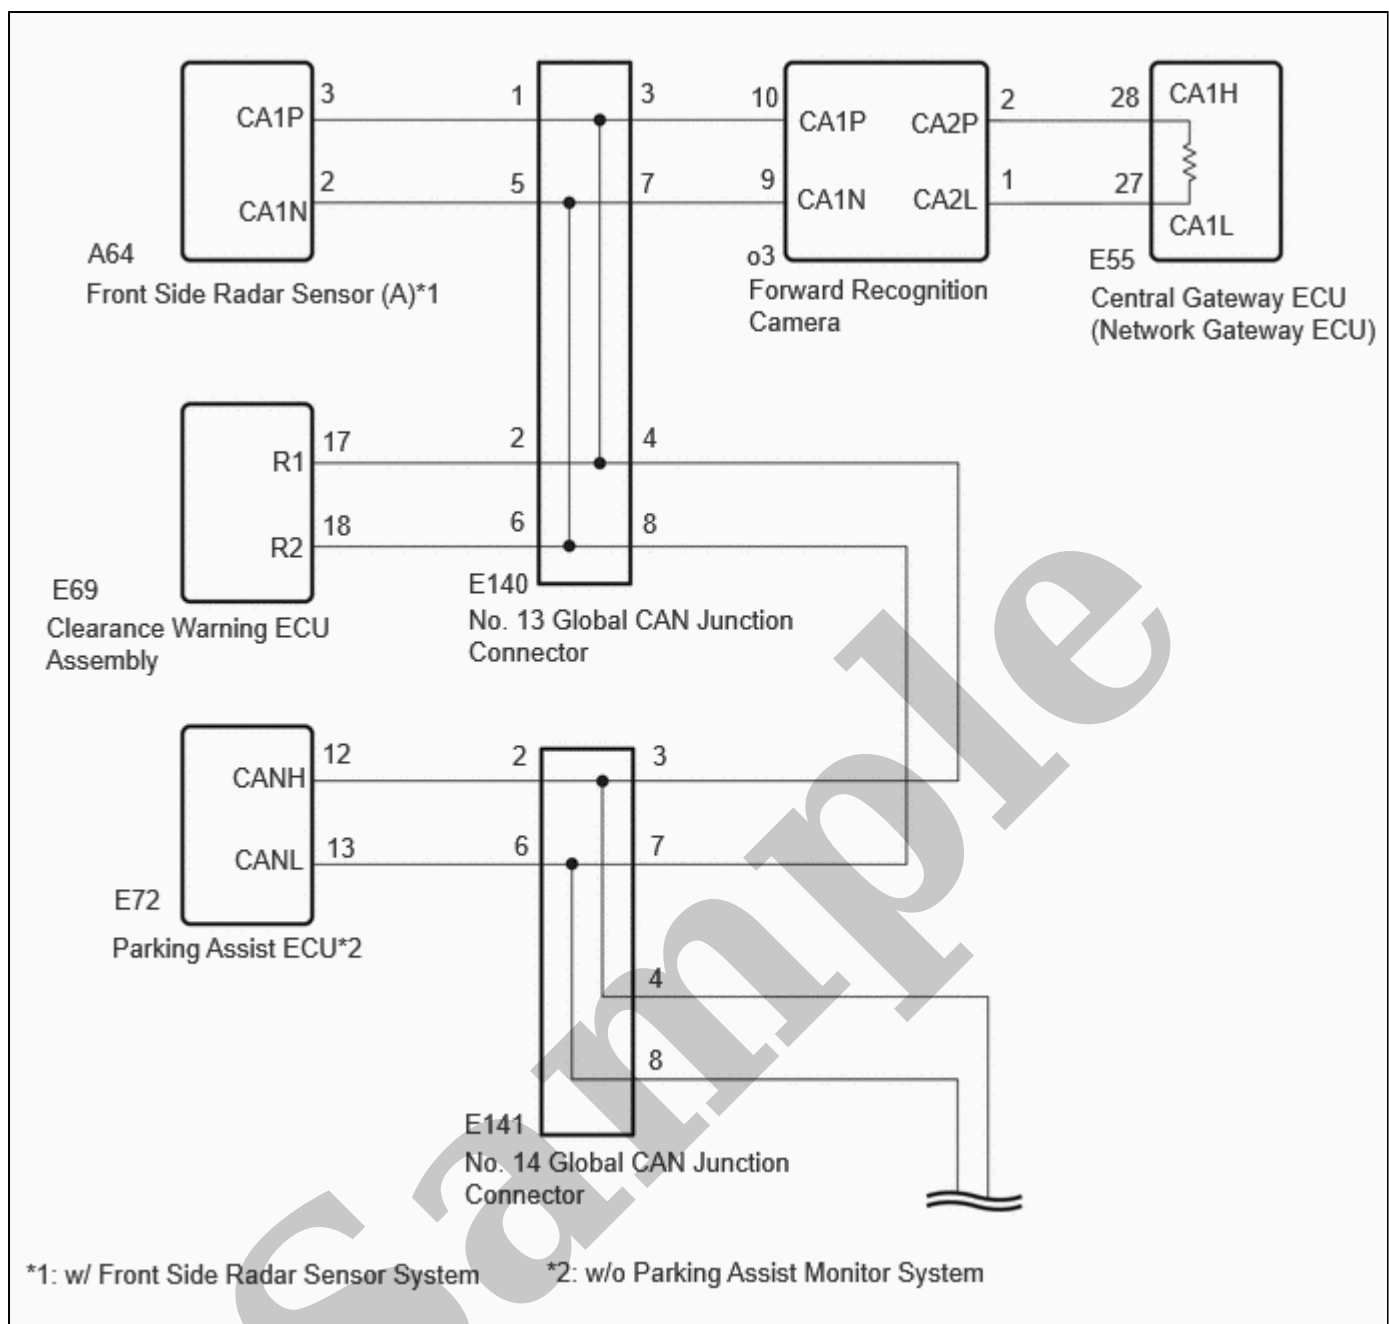 3 1 3 10 2 28 CA1H
CA1P CA1P CA2P
2 5 7 9 1 27
CA1N CA1N CA2L
CA1L
A64 o3 E55
Front Side Radar Sensor (A)*1
Forward Recognition
Camera
Central Gateway ECU
(Network Gateway ECU)
17 2 4
R1
18 6 8
R2
E69
Clearance Warning ECU
Assembly
E140
No. 13 Global CAN Junction
Connector
12 2 3
CANH
13 6 7
CANL
E72
Parking Assist ECU*2
4
8
E141
No. 14 Global CAN Junction
Connector
*1: w/ Front Side Radar Sensor System *2: w/o Parking Assist Monitor System
Sample